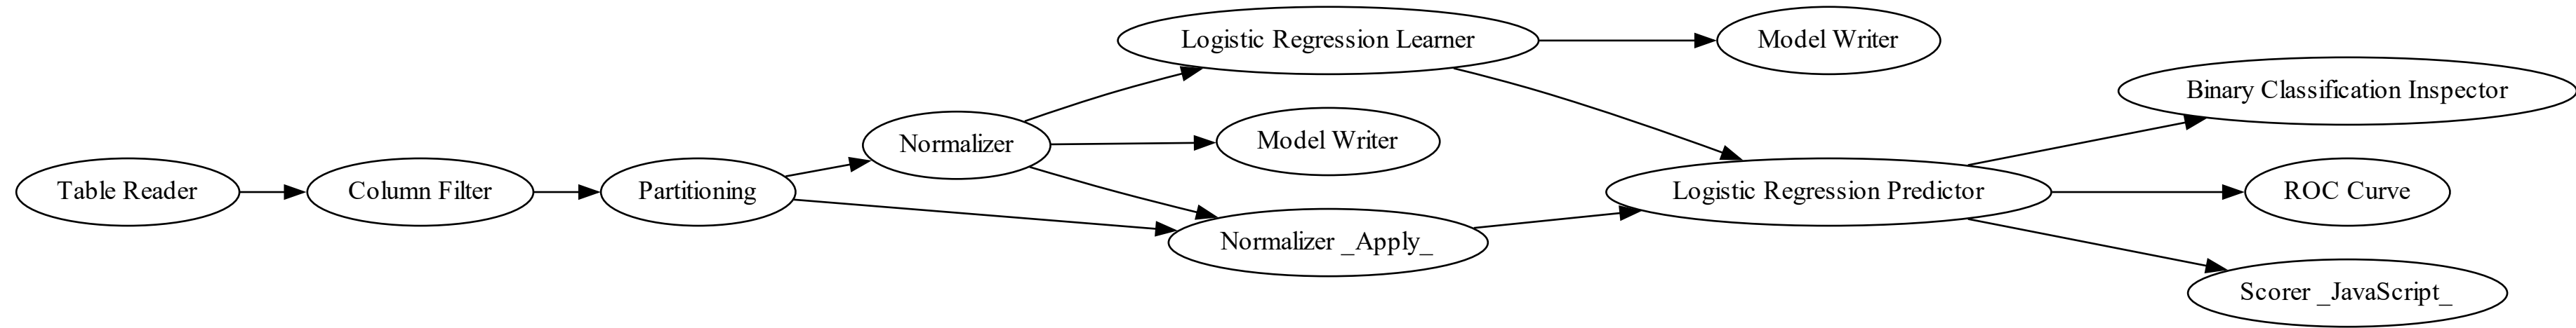 Table Reader
Column Filter
Partitioning
Normalizer
Logistic Regression Learner
Model Writer
Normalizer _Apply_
Model Writer
Logistic Regression Predictor
Binary Classification Inspector
ROC Curve
Scorer _JavaScript_